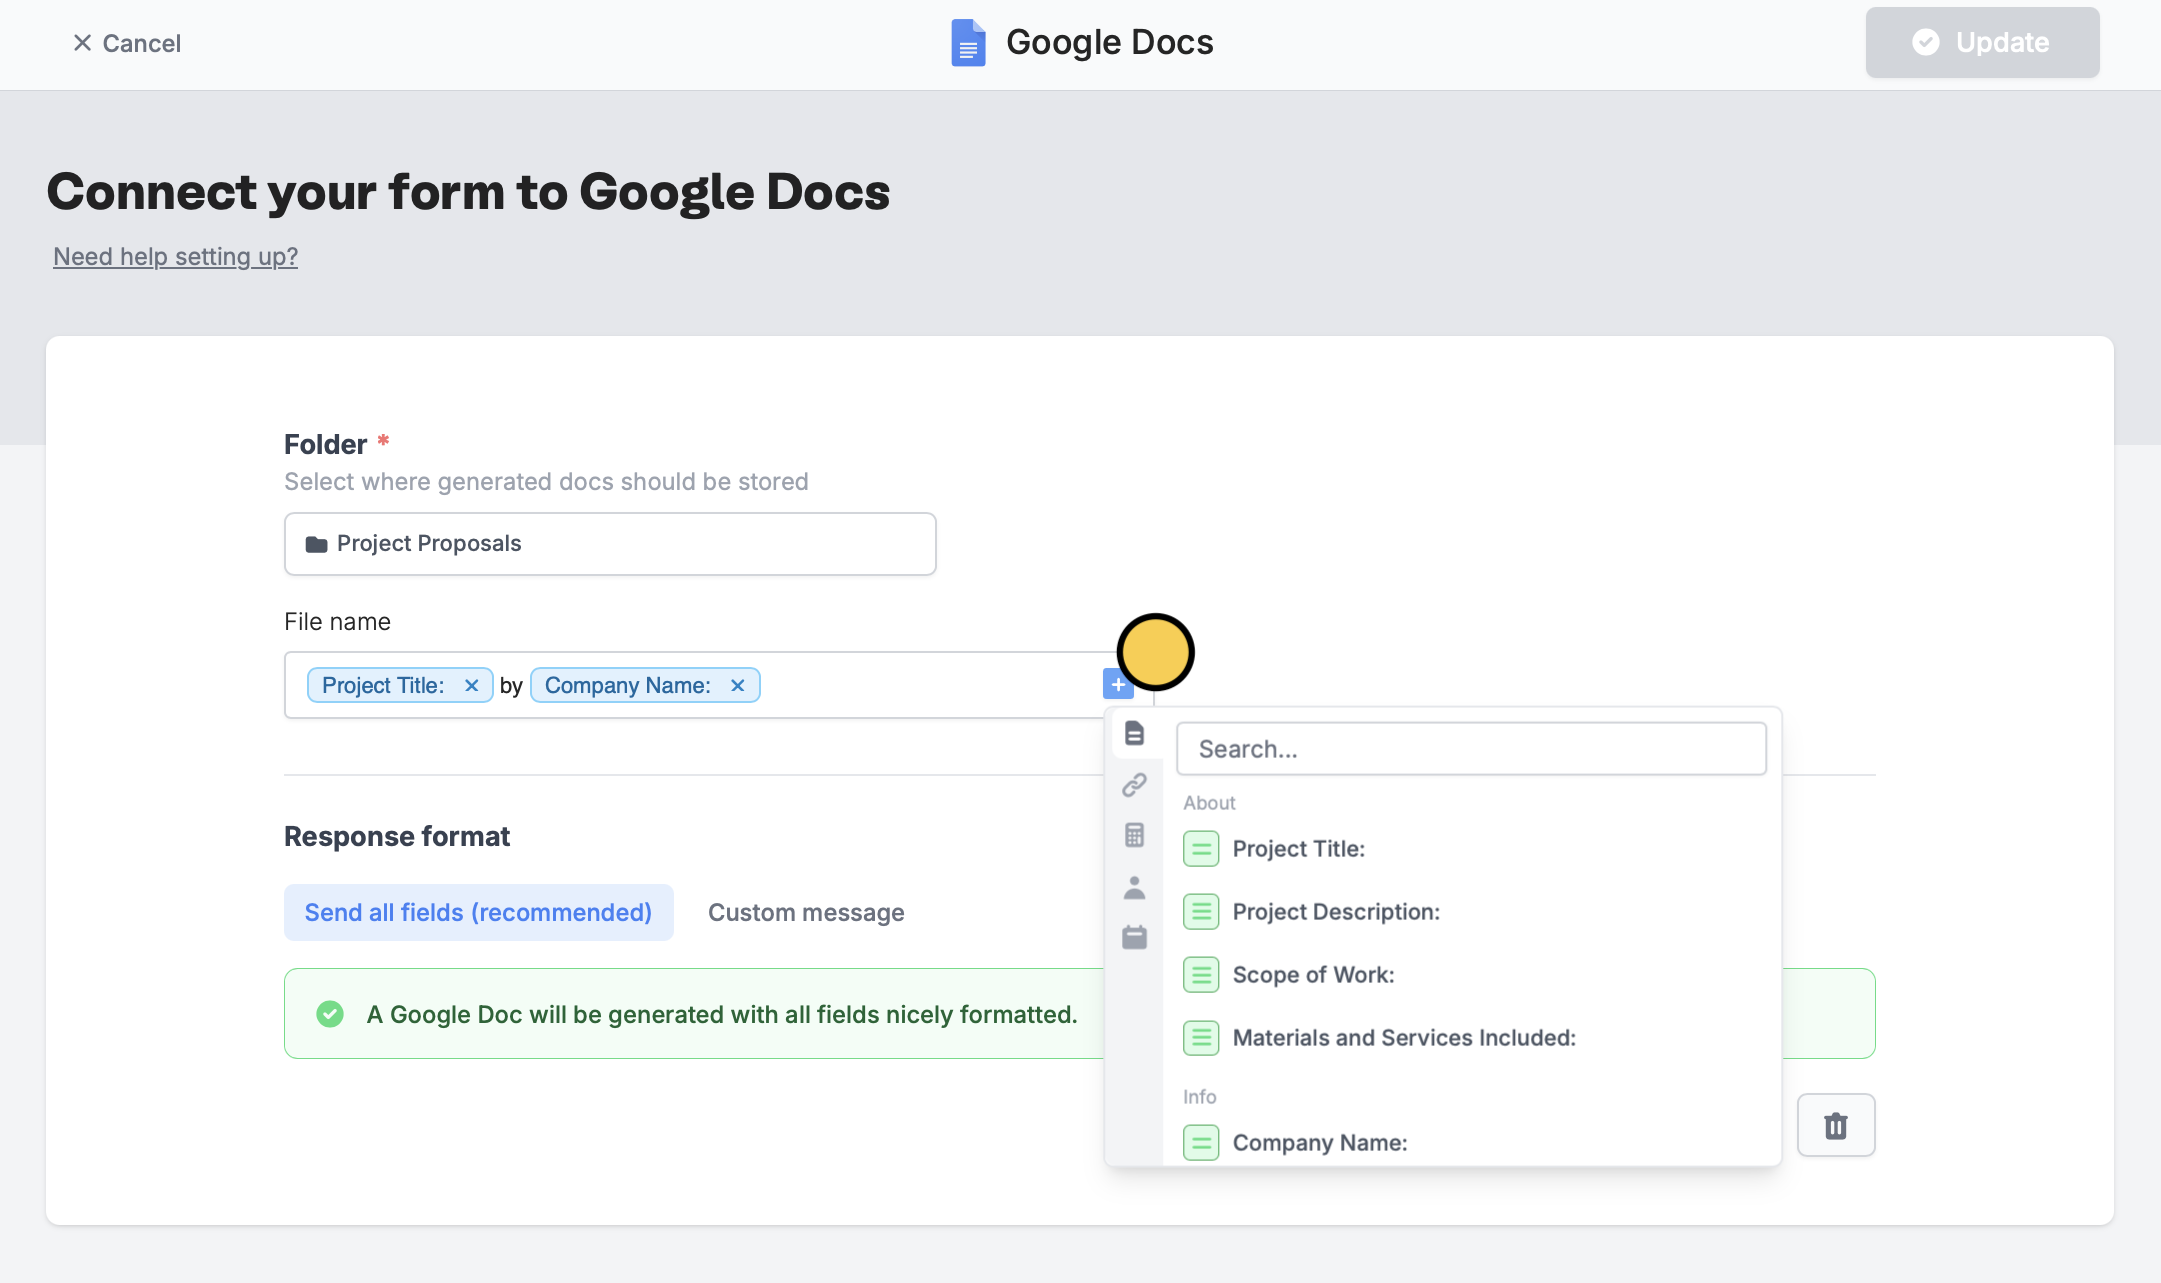 Cancel
Google Docs
Update
Connect your form to Google Docs
Need help setting up?
Folder *
Select where generated docs should be stored
Project Proposals
File name
Project Title: by Company Name:
Search...
About
Project Title:
Project Description:
Scope of Work:
Materials and Services Included:
Info
Company Name:
Response format
Send all fields (recommended) Custom message
A Google Doc will be generated with all fields nicely formatted.